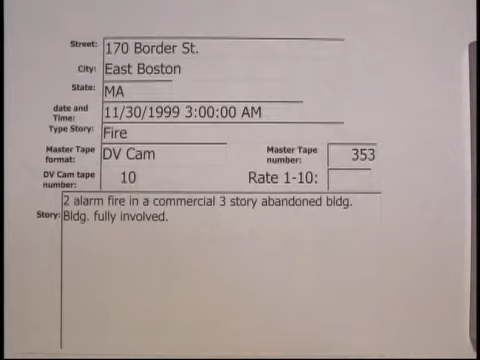 Street: 170 Border St.
City: East Boston
State: MA
date and Time: 11/30/1999 3:00:00 AM
Type Story: Fire
Master Tape format: DV Cam Master Tape number: 353
DV Cam tape number: 10 Rate 1-10:
2 alarm fire in a commercial 3 story abandoned bldg.
Story: Bldg. fully involved.